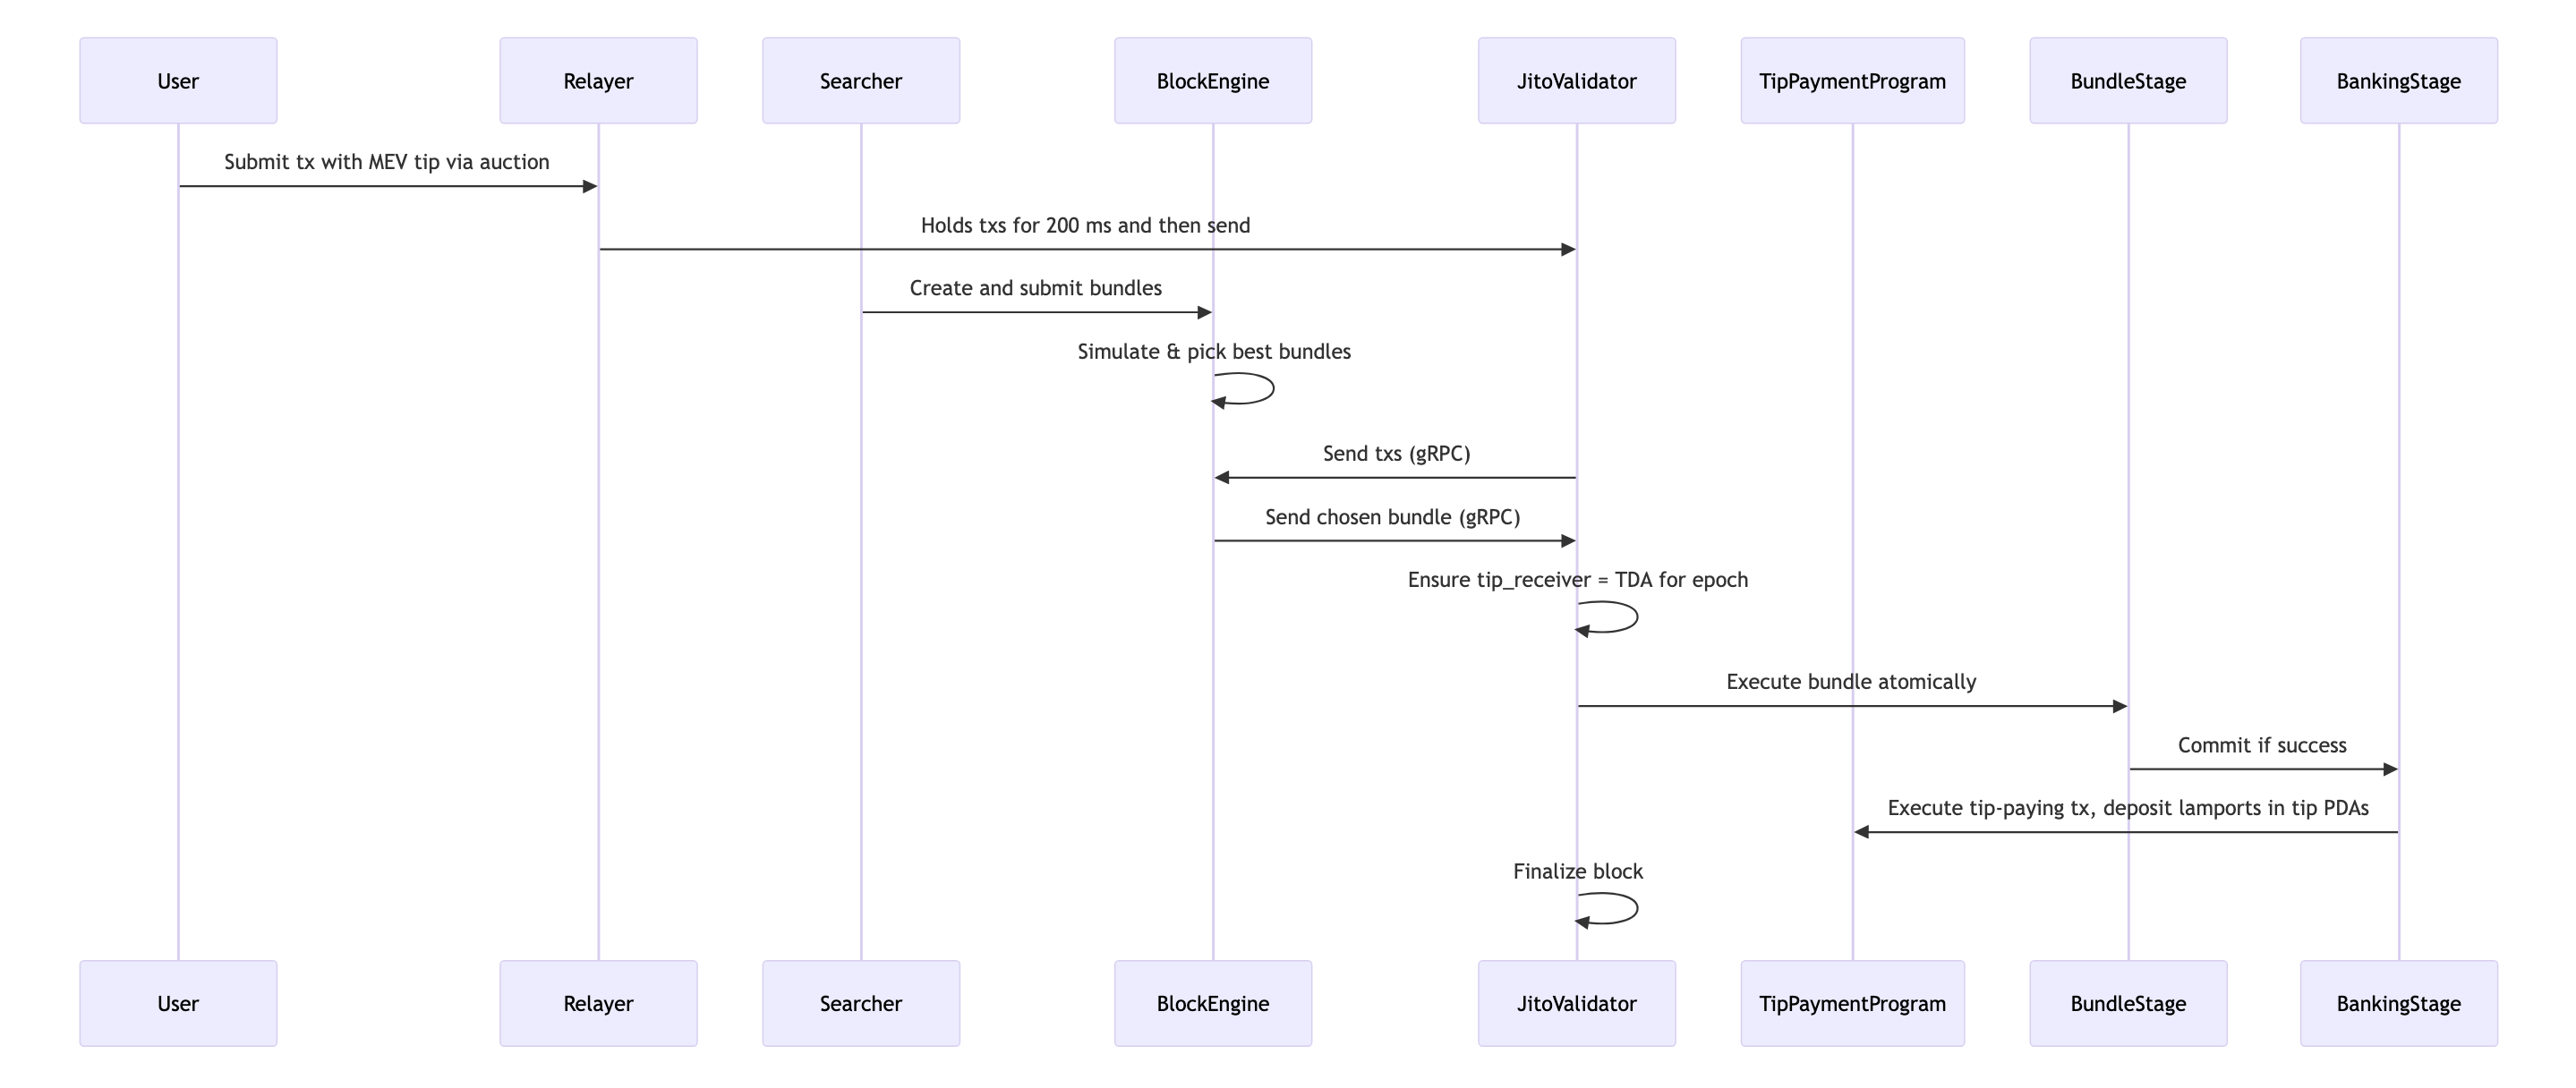 User
Relayer
Searcher
BlockEngine
JitoValidator
TipPaymentProgram
BundleStage
BankingStage
Submit tx with MEV tip via auction
Holds txs for 200 ms and then send
Create and submit bundles
Simulate & pick best bundles
Send txs (gRPC)
Send chosen bundle (gRPC)
Ensure tip_receiver = TDA for epoch
Execute bundle atomically
Commit if success
Execute tip-paying tx, deposit lamports in tip PDAs
Finalize block
User
Relayer
Searcher
BlockEngine
JitoValidator
TipPaymentProgram
BundleStage
BankingStage